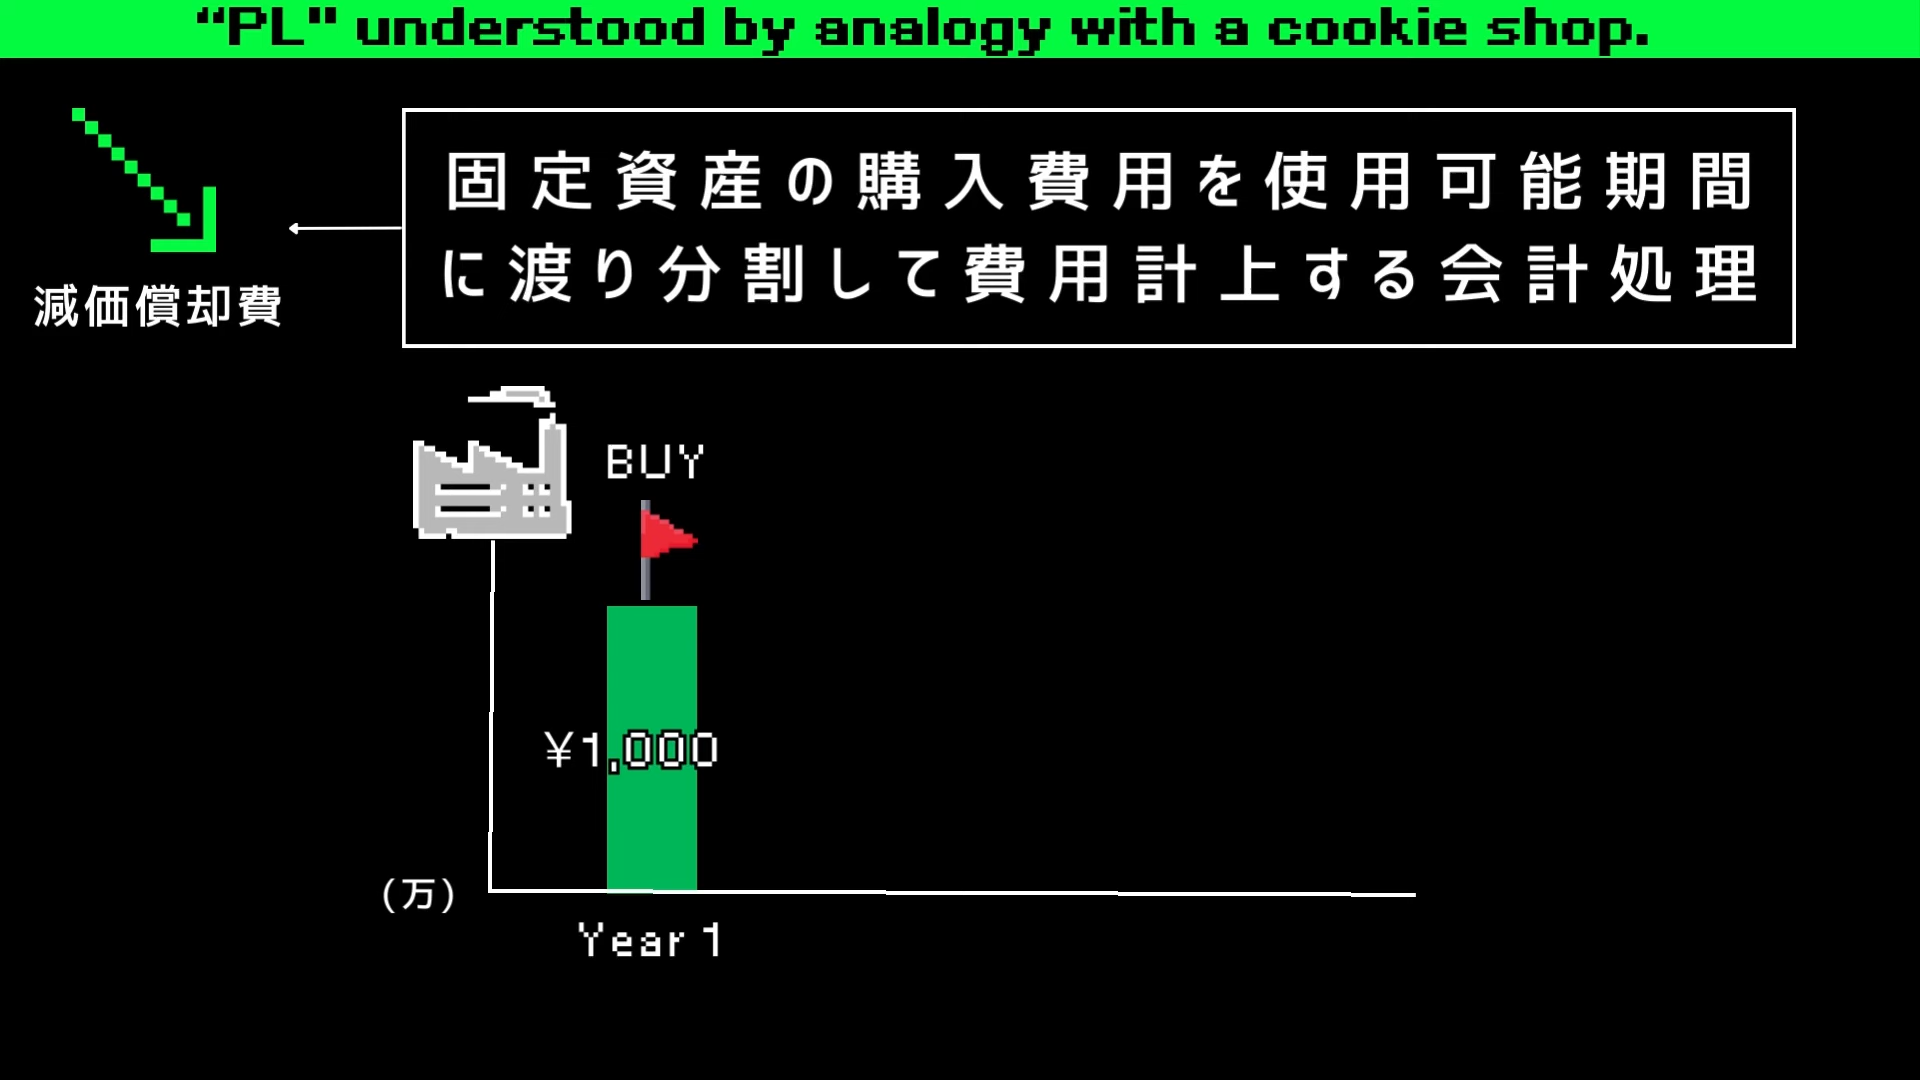 “PL" understood by analogy with a cookie shop.
固定資産の購入費用を使用可能期間
に渡り分割して費用計上する会計処理
減価償却費
BUY
¥1,000
(万)
Year 1